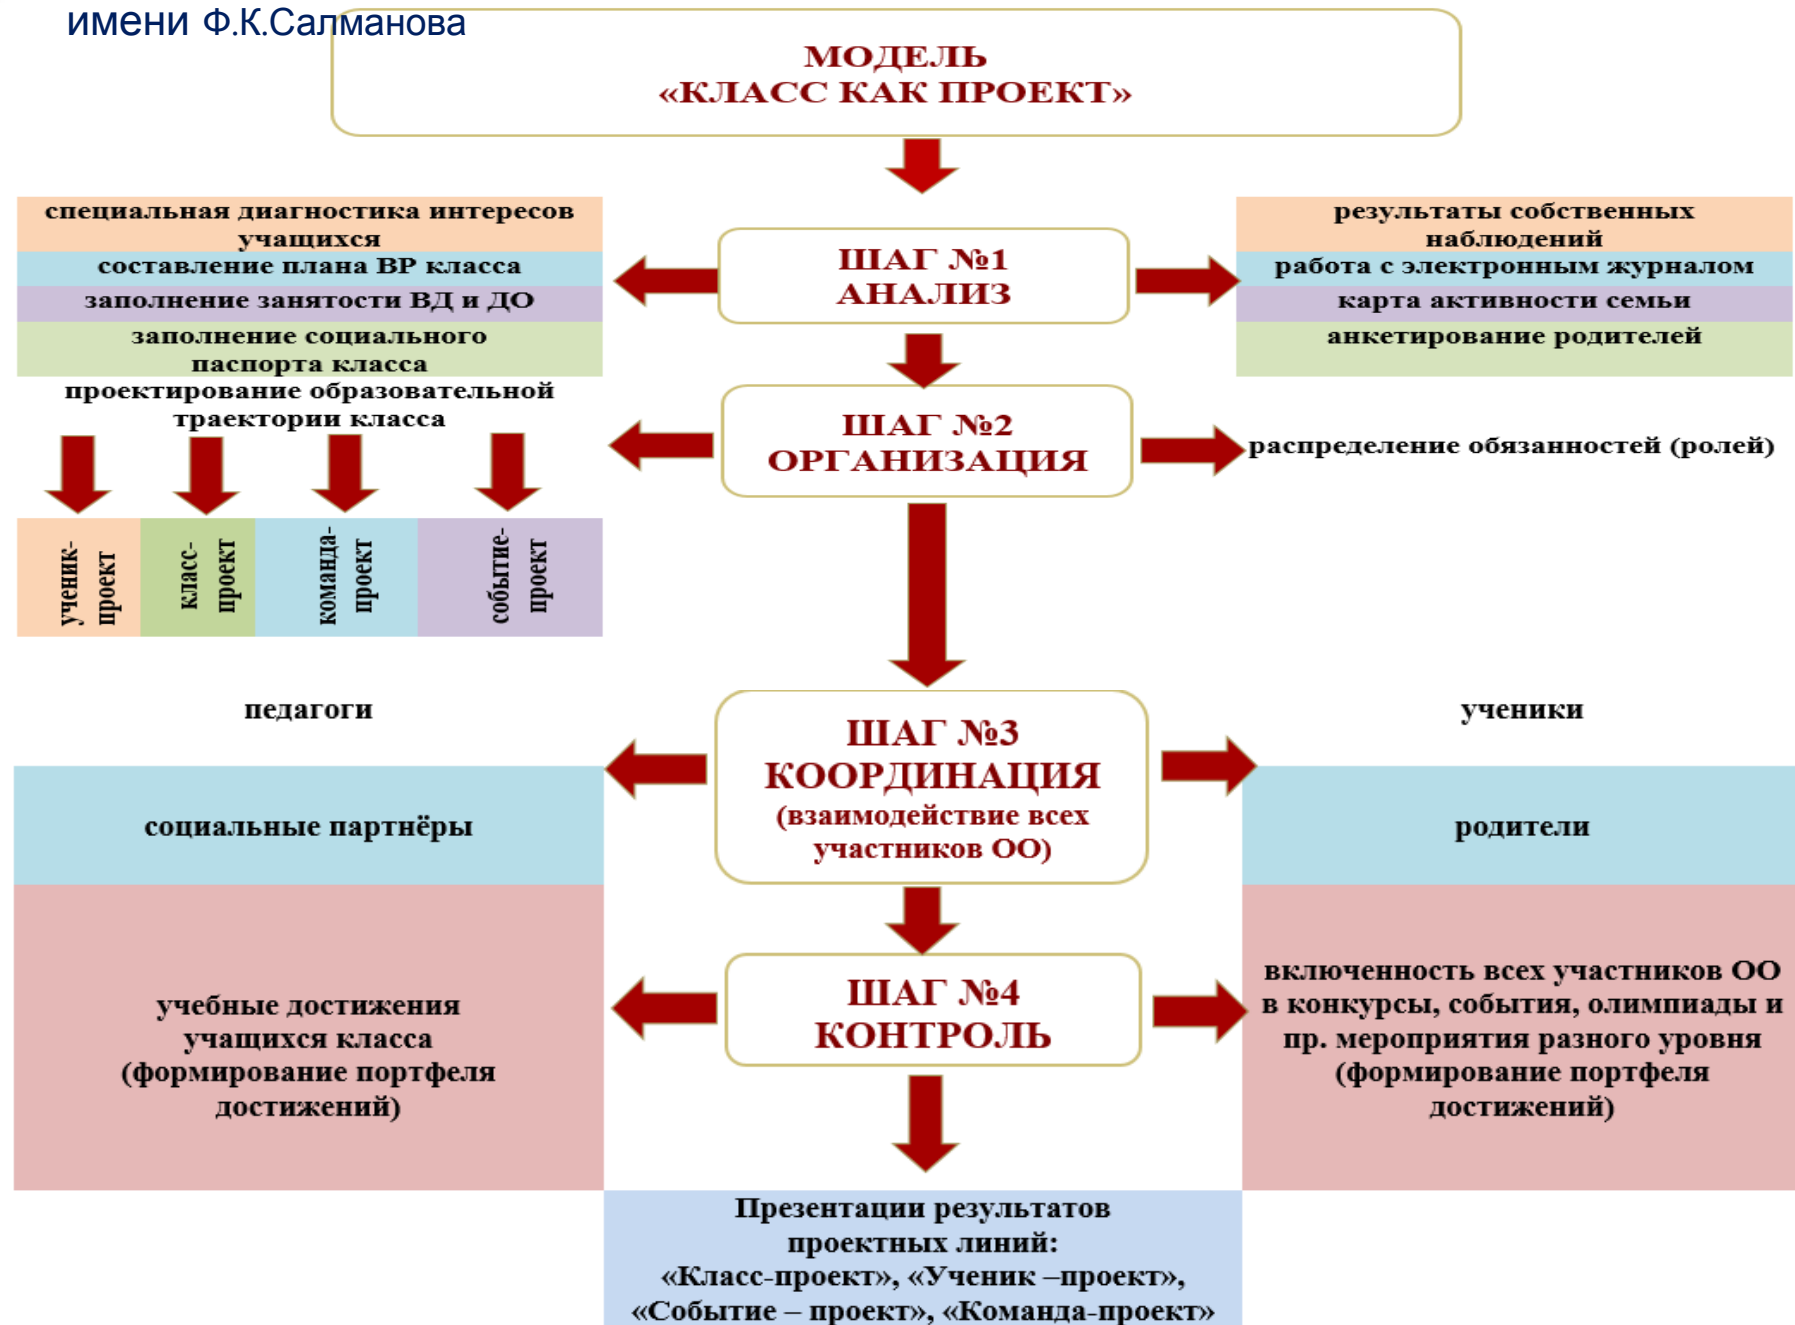 имени Ф.К.Салманова
МОДЕЛЬ
«КЛАСС КАК ПРОЕКТ»
специальная диагностика интересов
учащихся
составление плана ВР класса
заполнение занятости ВД и ДО
заполнение социального
паспорта класса
ШАГ №1
АНАЛИЗ
результаты собственных
наблюдений
работа с электронным журналом
карта активности семьи
анкетирование родителей
проектирование образовательной
траектории класса
ШАГ №2
ОРГАНИЗАЦИЯ
распределение обязанностей (ролей)
ученик-
проект
класс-
проект
команда-
проект
событие-
проект
педагоги
социальные партнёры
ШАГ №3
КООРДИНАЦИЯ
(взаимодействие всех
участников ОО)
ученики
родители
учебные достижения
учащихся класса
(формирование портфеля
достижений)
ШАГ №4
КОНТРОЛЬ
включенность всех участников ОО
в конкурсы, события, олимпиады и
пр. мероприятия разного уровня
(формирование портфеля
достижений)
Презентации результатов
проектных линий:
«Класс-проект», «Ученик –проект»,
«Событие – проект», «Команда-проект»